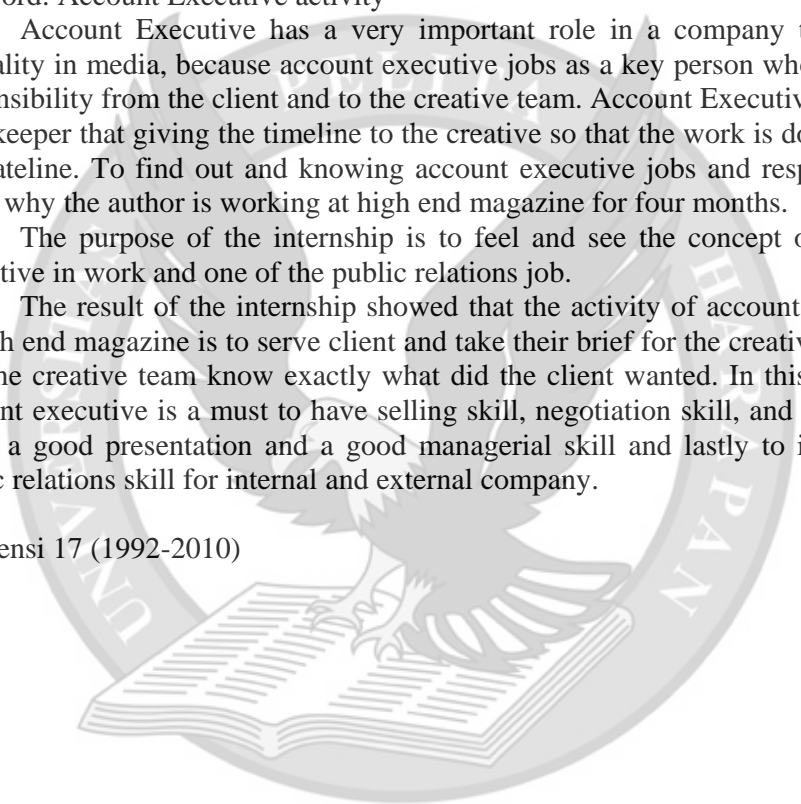 ord: Account Executive activity
Account Executive has a very important role in a company t
ality in media, because account executive jobs as a key person who
nsibility from the client and to the creative team. Account Executiv
keeper that giving the timeline to the creative so that the work is do
ateline. To find out and knowing account executive jobs and resp
why the author is working at high end magazine for four months.
The purpose of the internship is to feel and see the concept o
tive in work and one of the public relations job.
The result of the internship showed that the activity of account
h end magazine is to serve client and take their brief for the creativ
he creative team know exactly what did the client wanted. In this
nt executive is a must to have selling skill, negotiation skill, and
a good presentation and a good managerial skill and lastly to i
c relations skill for internal and external company.
ensi 17 (1992-2010)
UNIVERSITAS PELITA HARAPAN